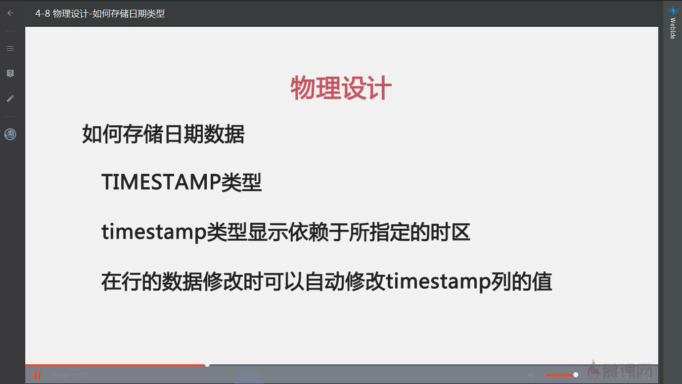 4-8 物理设计-如何存储日期类型
Webide
物理设计
如何存储日期数据
TIMESTAMP类型
timestamp类型显示依赖于所指定的时区
在行的数据修改时可以自动修改timestamp列的值
慕课网